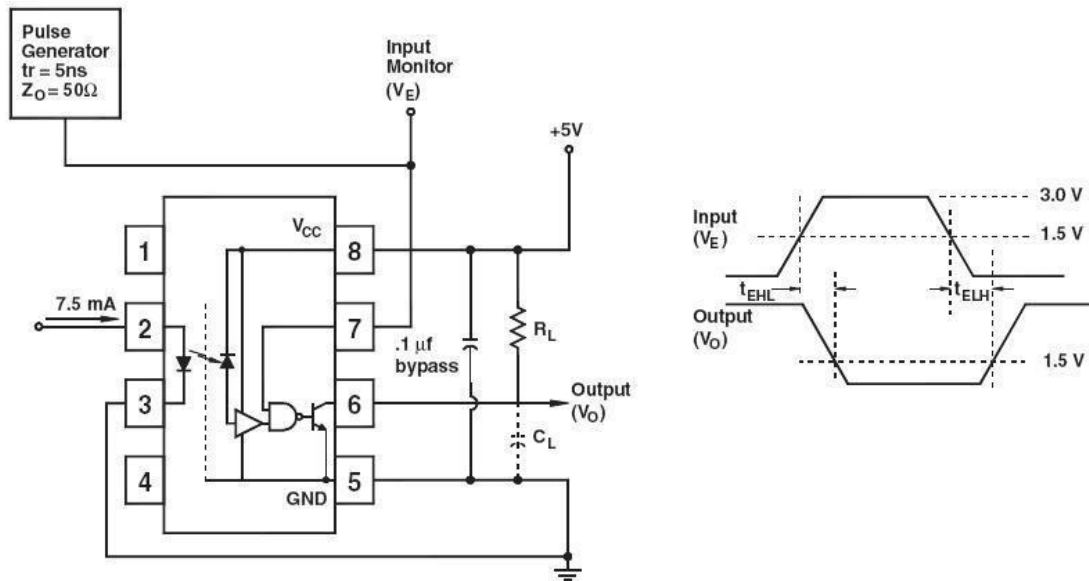 Pulse
Generator
tr = 5ns
ZO = 50Ω
Input
Monitor
(VE)
+5V
VCC
1
2
3
4
8
7
6
5
7.5 mA
.1 μf
bypass
RL
CL
Output
(VO)
GND
Input
(VE)
3.0 V
1.5 V
tEHL
tELH
Output
(VO)
1.5 V